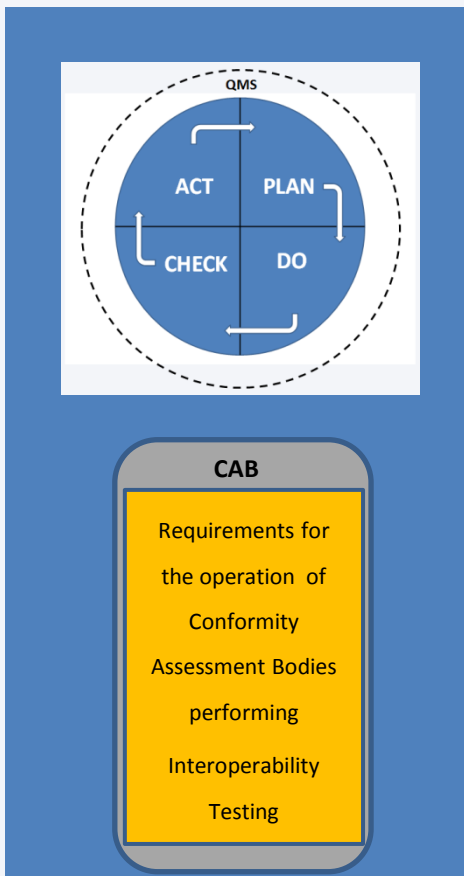 QMS
ACT PLAN
CHECK DO
CAB
Requirements for
the operation of
Conformity
Assessment Bodies
performing
Interoperability
Testing